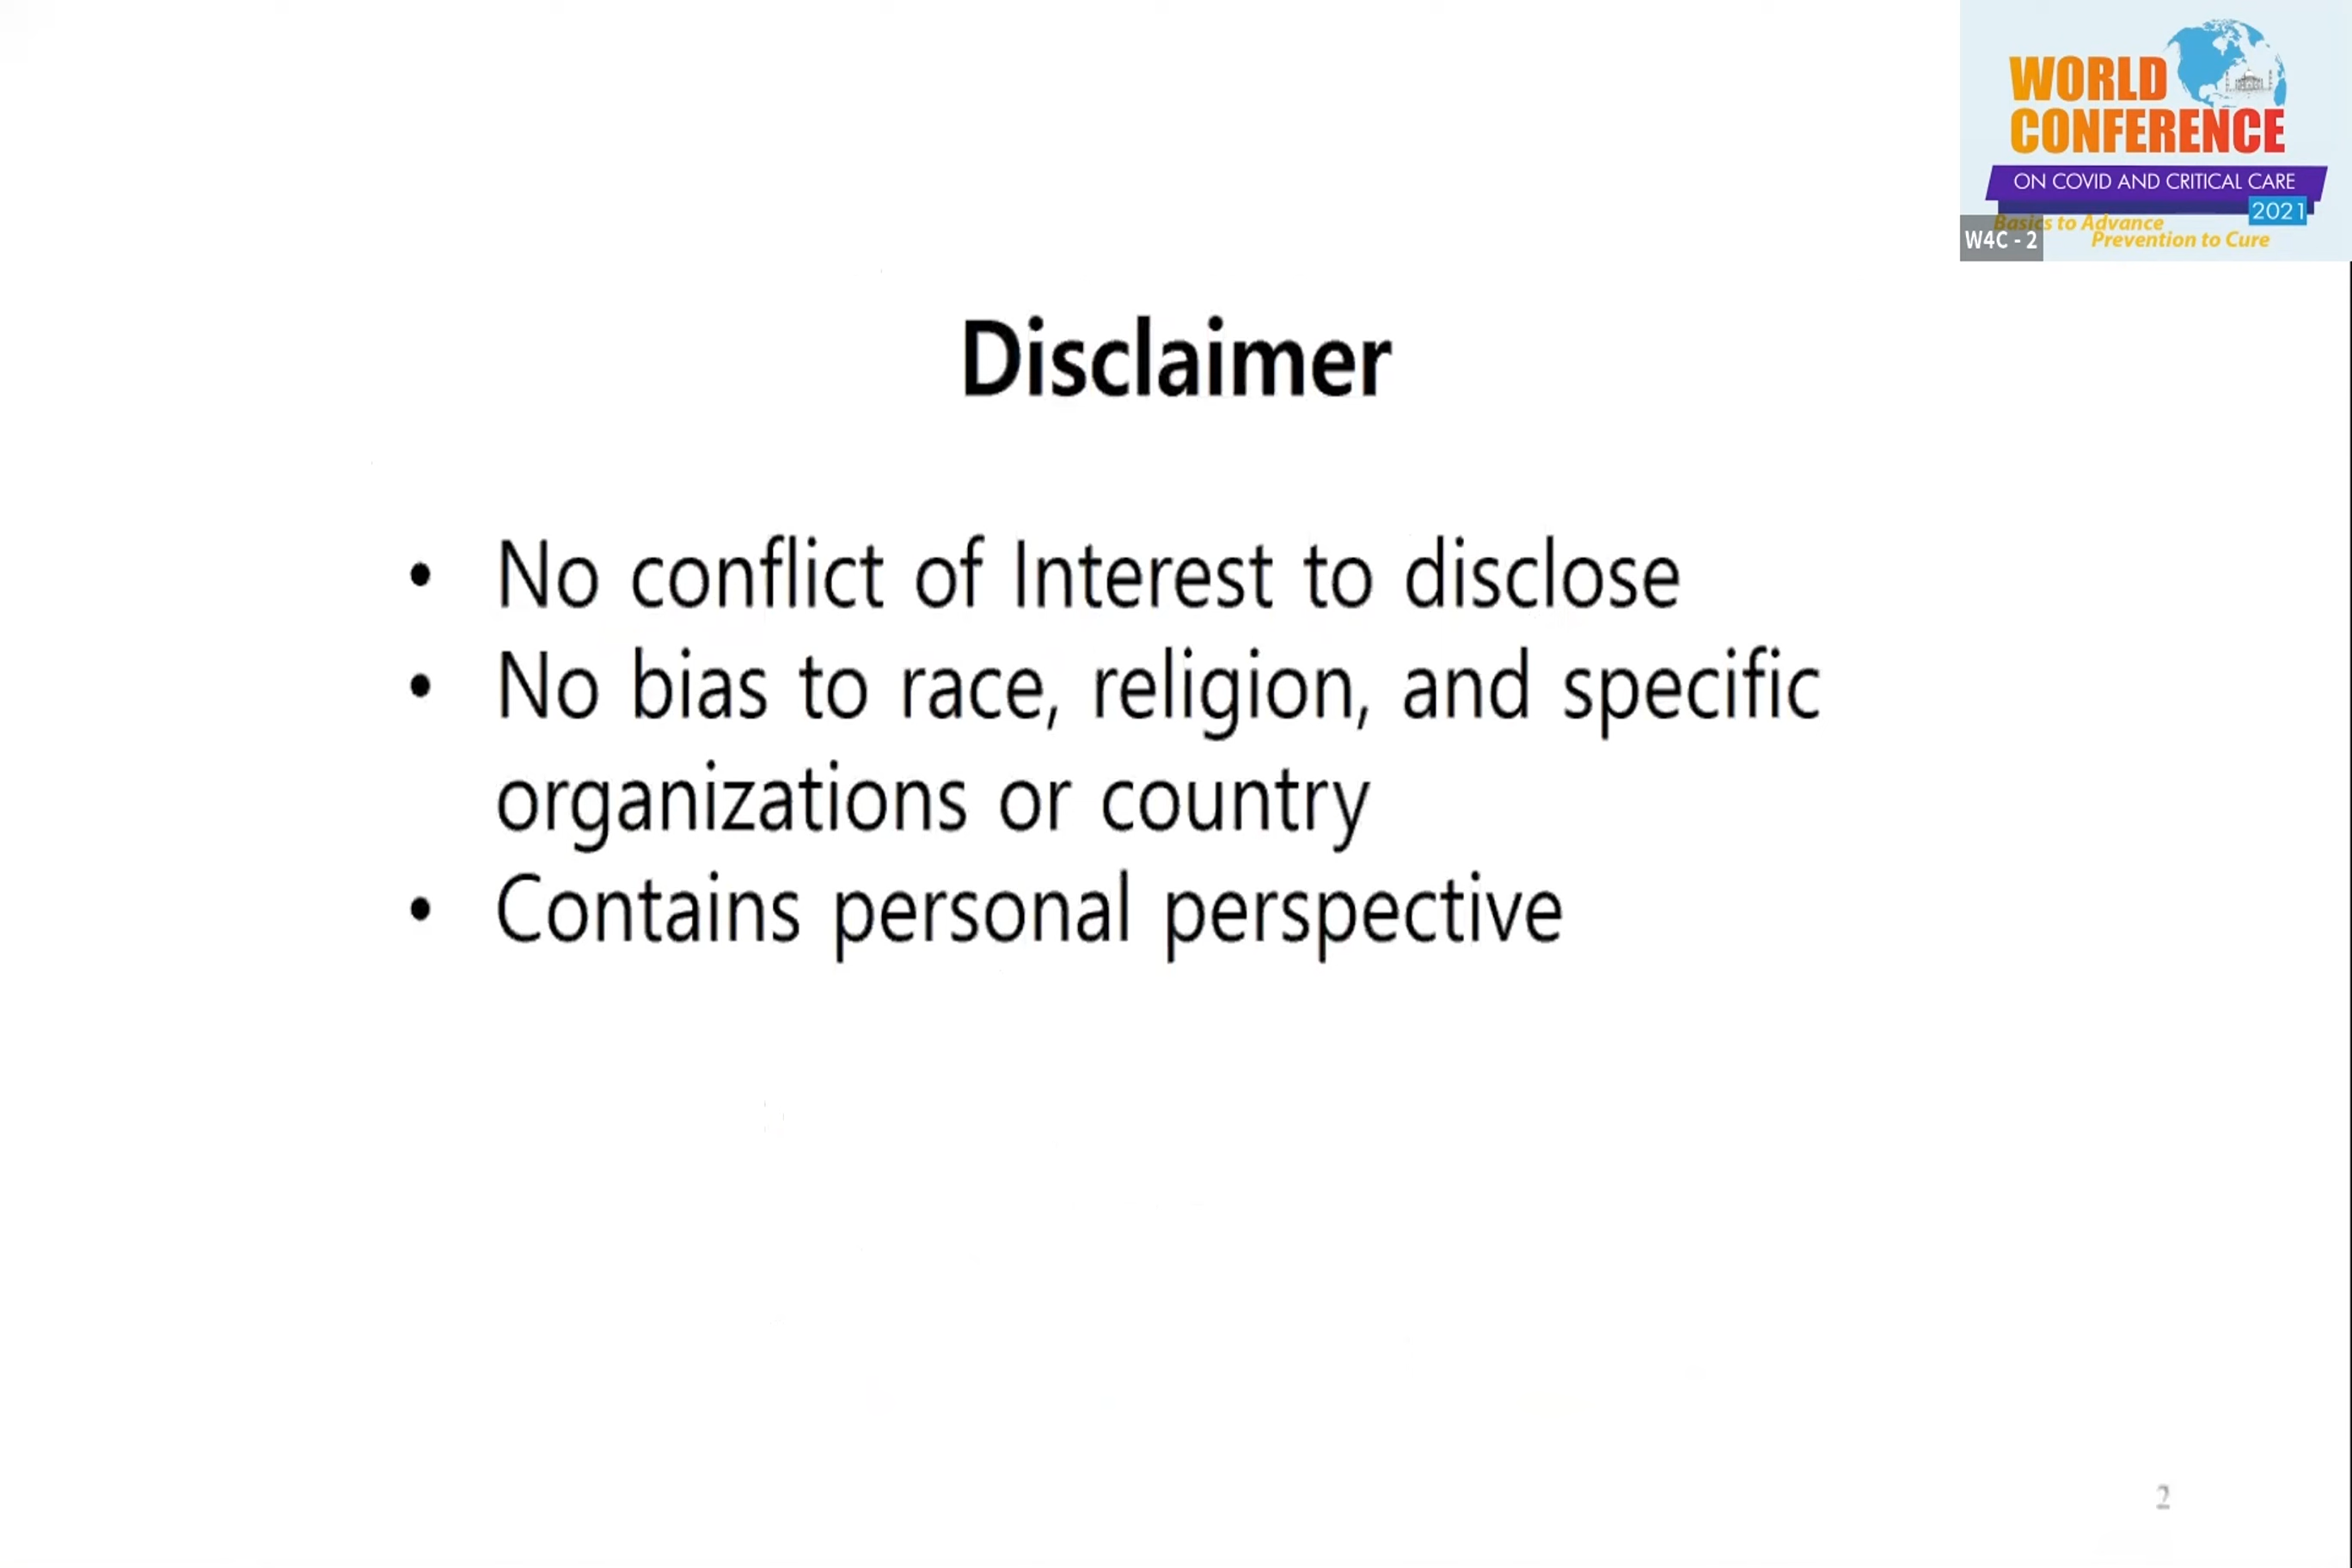 WORLD
CONFERENCE
ON COVID AND CRITICAL CARE
2021
Basics to Advance
Prevention to Cure
W4C - 2
Disclaimer
• No conflict of Interest to disclose
• No bias to race, religion, and specific
organizations or country
• Contains personal perspective
2